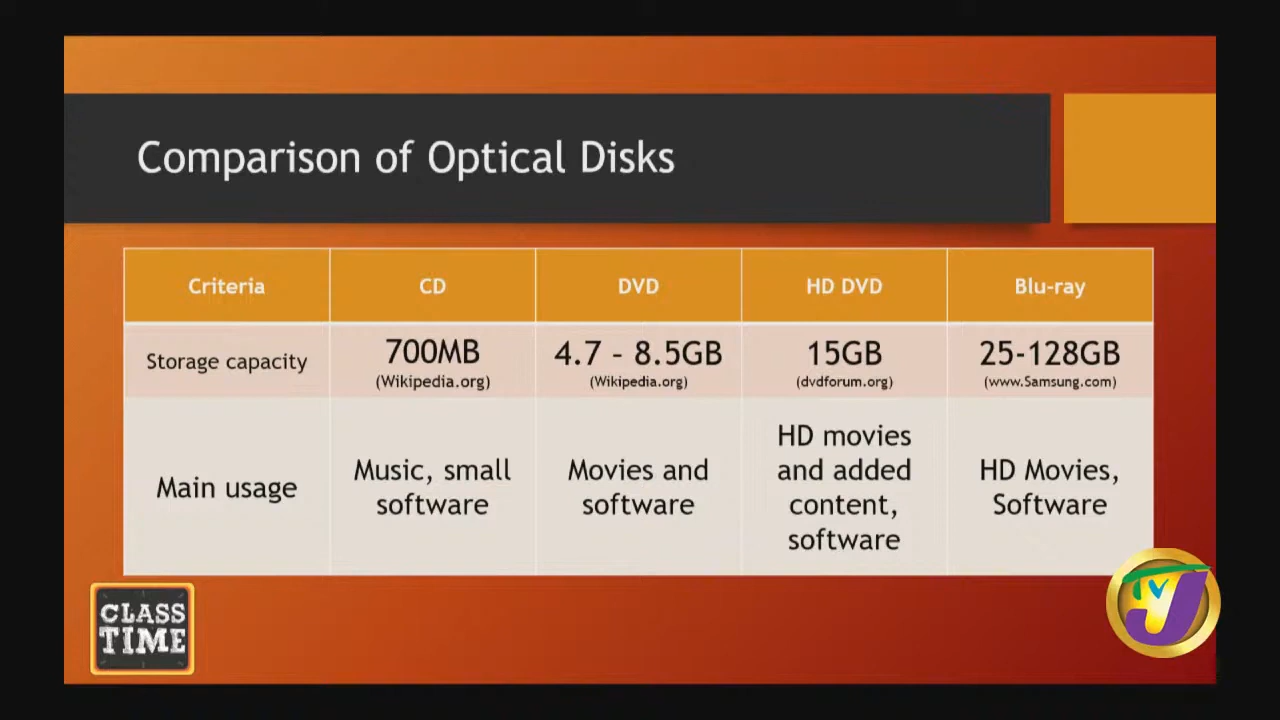 Comparison of Optical Disks
Criteria
CD
DVD
HD DVD
Blu-ray
Storage capacity
700MB
(Wikipedia.org)
4.7 – 8.5GB
(Wikipedia.org)
15GB
(dvdforum.org)
25-128GB
(www.Samsung.com)
Main usage
Music, small
software
Movies and
software
HD movies
and added
content,
software
HD Movies,
Software
CLASS
TIME
TVJ